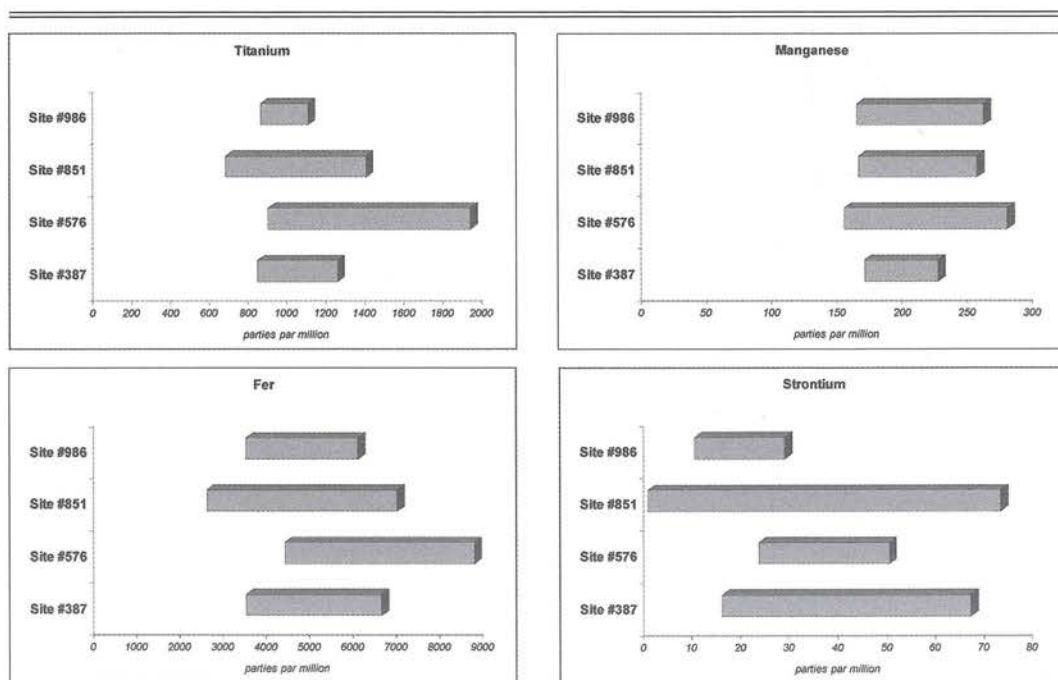 Titanium
Site #986
Site #851
Site #576
Site #387
0 200 400 600 800 1000 1200 1400 1600 1800 2000
parties par million
Manganese
Site #986
Site #851
Site #576
Site #387
0 50 100 150 200 250 300
parties par million
Fer
Site #986
Site #851
Site #576
Site #387
0 1000 2000 3000 4000 5000 6000 7000 8000 9000
parties par million
Strontium
Site #986
Site #851
Site #576
Site #387
0 10 20 30 40 50 60 70 80
parties par million